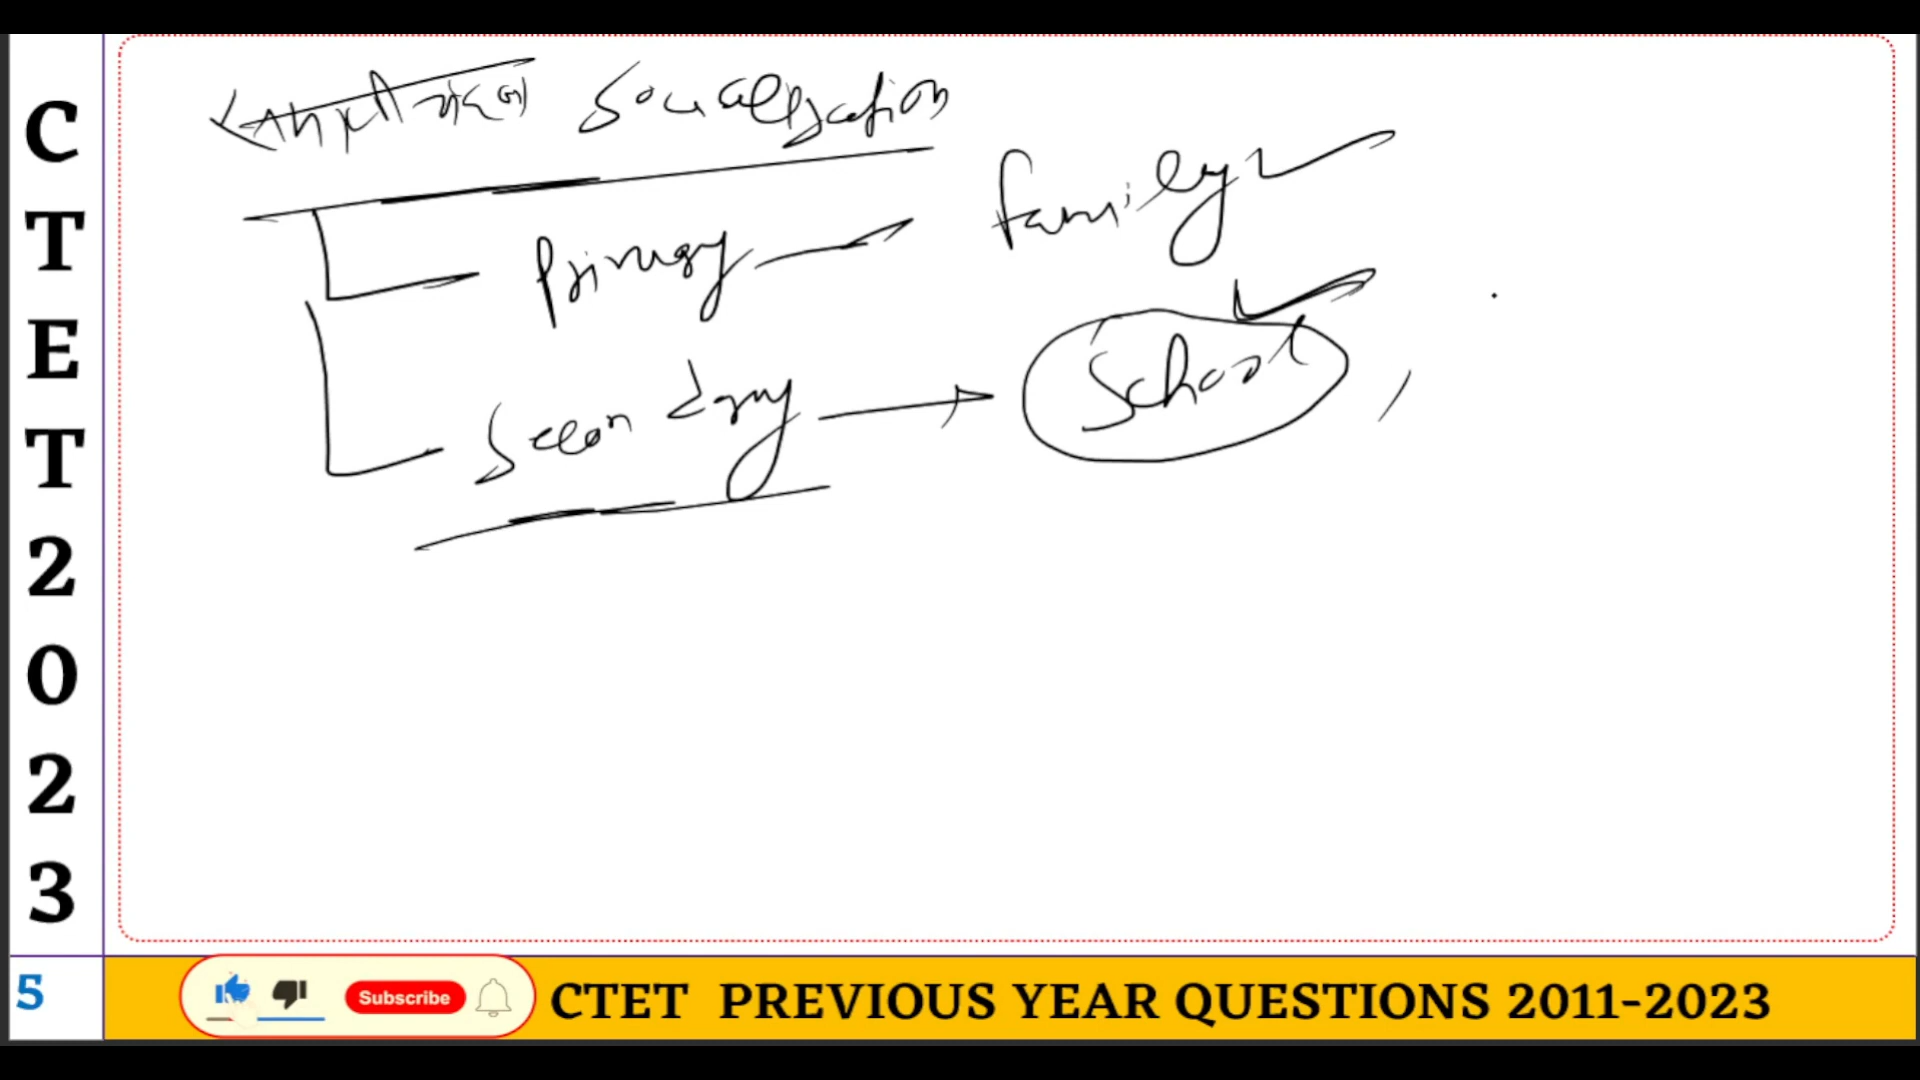 Socialization
Primary → family
Secondary → School,
C
T
E
T
2
0
2
3
5
Subscribe
CTET PREVIOUS YEAR QUESTIONS 2011-2023